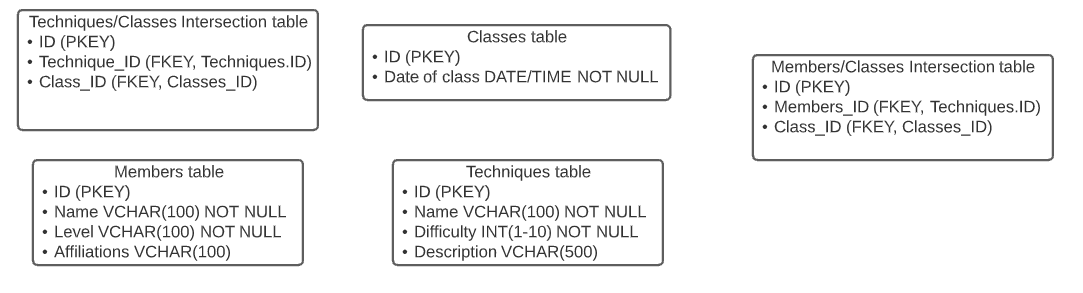 Techniques/Classes Intersection table
• ID (PKEY)
• Technique_ID (FKEY, Techniques.ID)
• Class_ID (FKEY, Classes_ID)
Classes table
• ID (PKEY)
• Date of class DATE/TIME NOT NULL
Members/Classes Intersection table
• ID (PKEY)
• Members_ID (FKEY, Techniques.ID)
• Class_ID (FKEY, Classes_ID)
Members table
• ID (PKEY)
• Name VCHAR(100) NOT NULL
• Level VCHAR(100) NOT NULL
• Affiliations VCHAR(100)
Techniques table
• ID (PKEY)
• Name VCHAR(100) NOT NULL
• Difficulty INT(1-10) NOT NULL
• Description VCHAR(500)